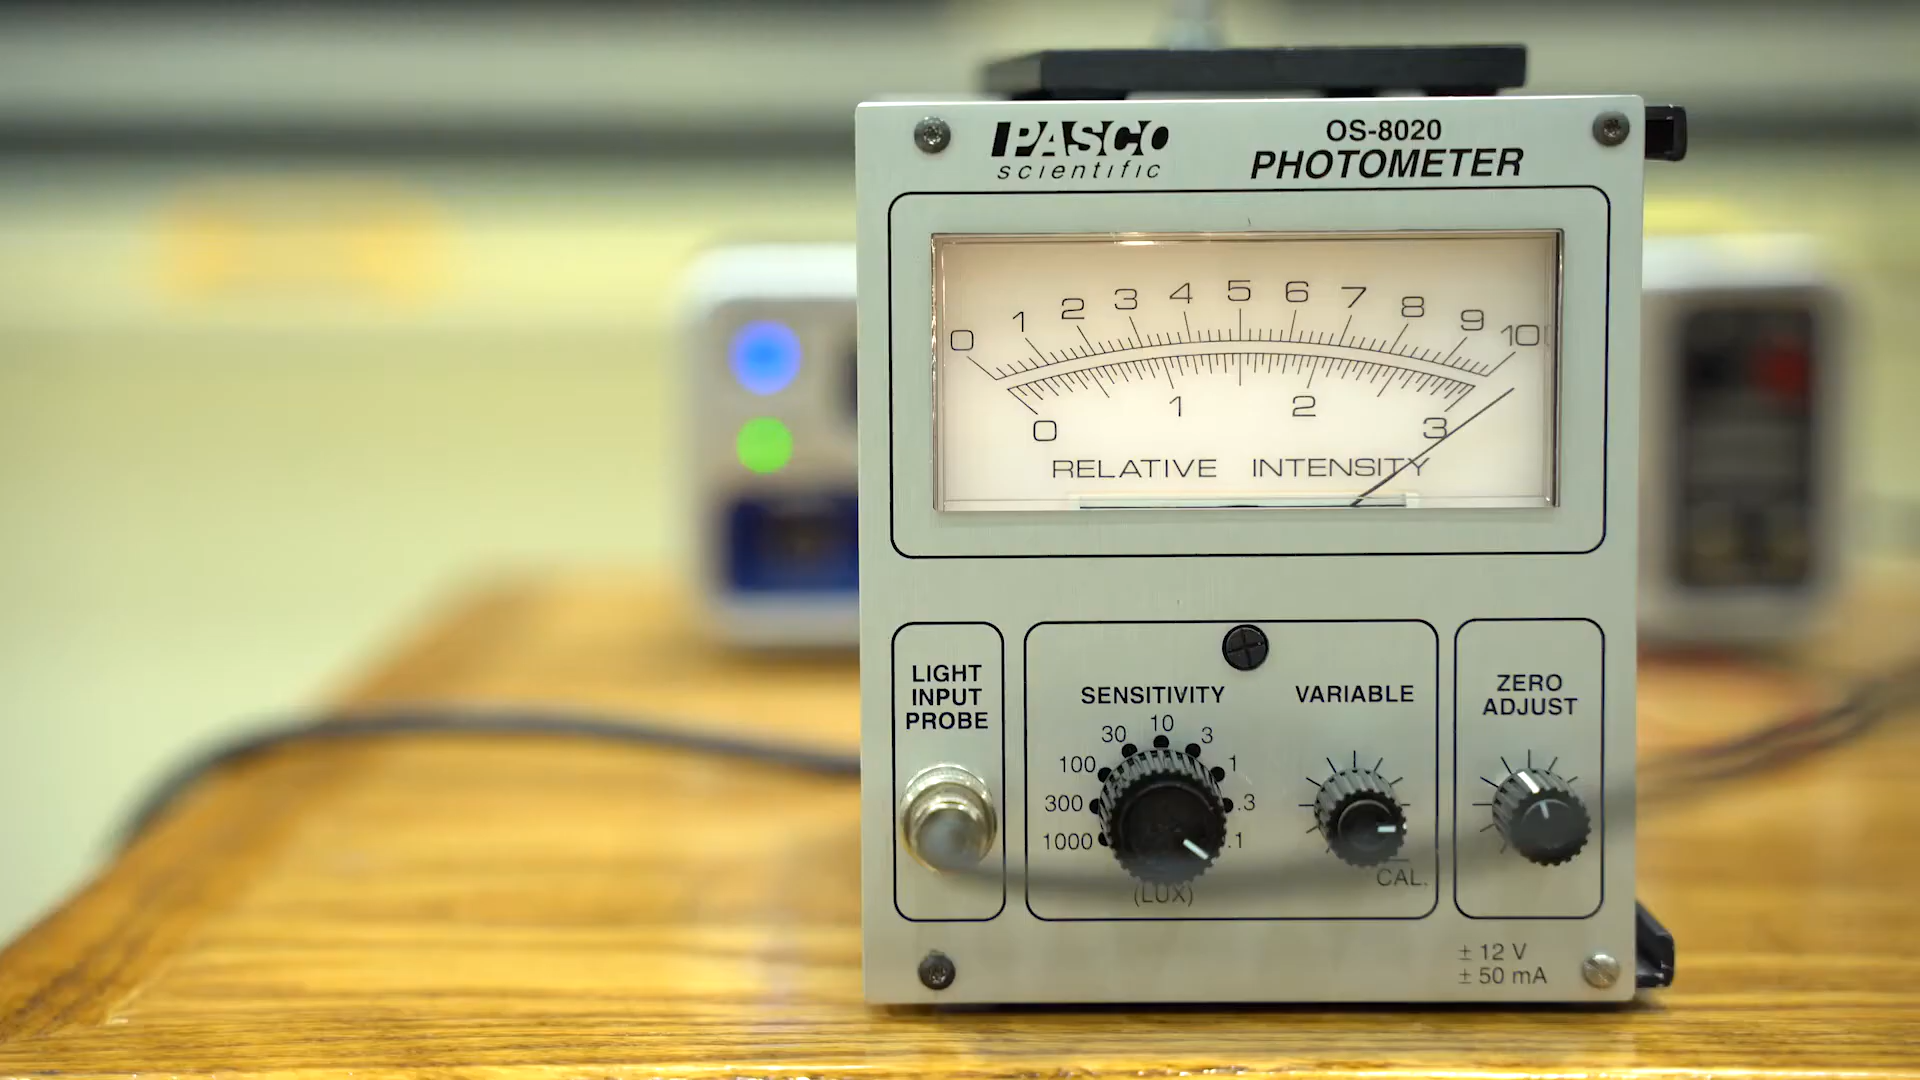 PASCO
scientific
OS-8020
PHOTOMETER
0 1 2 3 4 5 6 7 8 9 10
0 1 2 3
RELATIVE INTENSITY
LIGHT
INPUT
PROBE
SENSITIVITY
1000 300 100 30 10 3 1 .3 .1
(LUX)
VARIABLE
CAL.
ZERO
ADJUST
± 12 V
± 50 mA